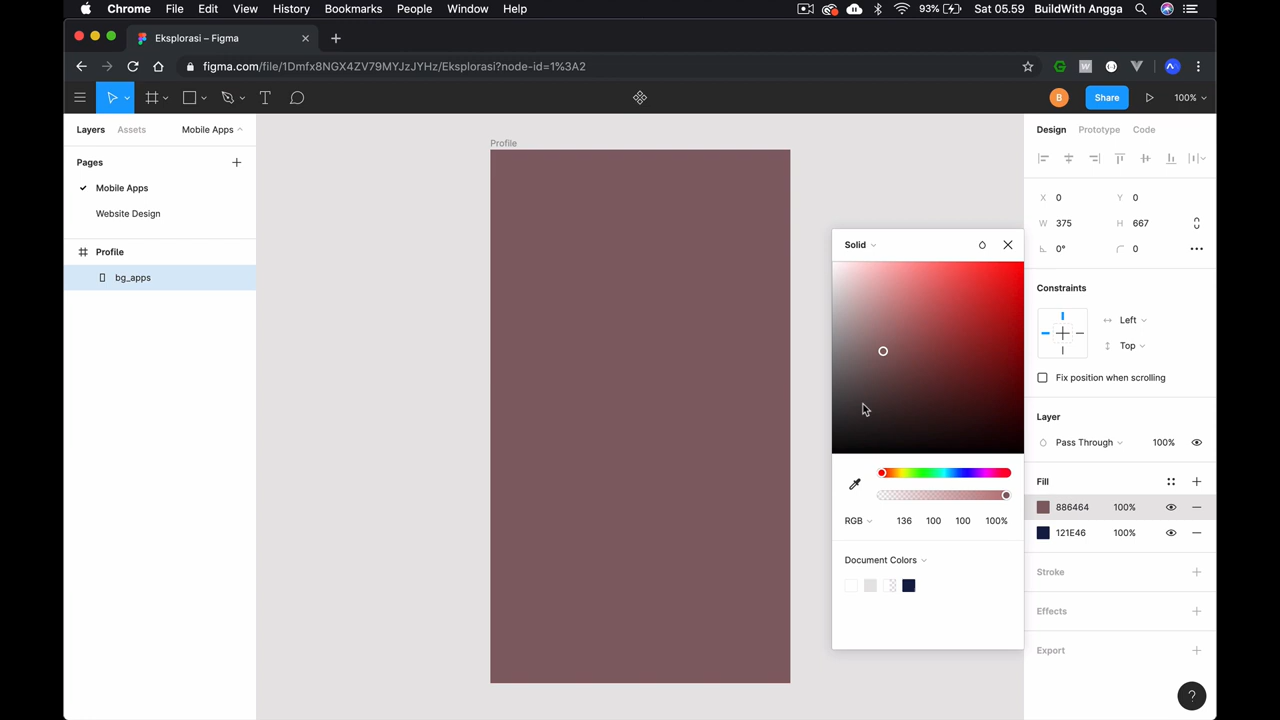 Chrome File Edit View History Bookmarks People Window Help 93% Sat 05.59 BuildWith Angga
Eksplorasi – Figma
figma.com/file/1Dmfx8NGX4ZV79MYJzJYHz/Eksplorasi?node-id=1%3A2
B Share 100%
Layers Assets Mobile Apps
Design Prototype Code
Pages
Mobile Apps
Website Design
Profile
bg_apps
Profile
X 0 Y 0
W 375 H 667
0° 0
Constraints
Left
Top
Fix position when scrolling
Layer
Pass Through 100%
Fill
886464 100%
121E46 100%
Stroke
Effects
Export
Solid
RGB 136 100 100 100%
Document Colors
?